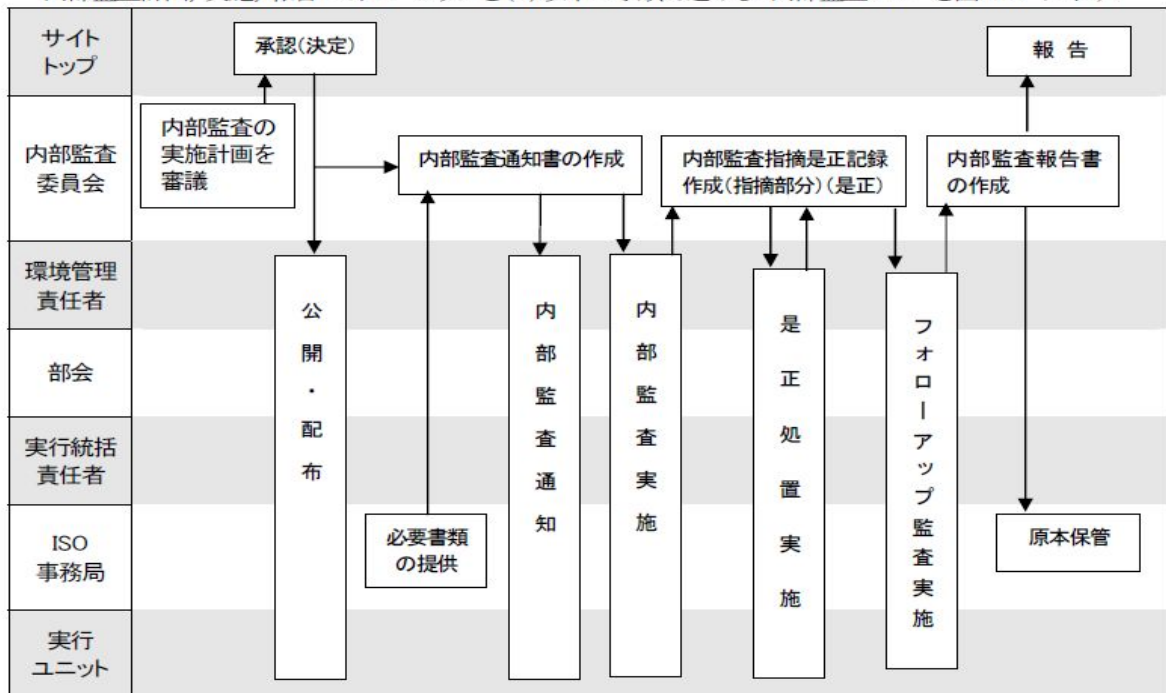 サイト
トップ
承認(決定)
報 告
内部監査
委員会
内部監査の
実施計画を
審議
内部監査通知書の作成
内部監査指摘是正記録
作成(指摘部分)(是正)
内部監査報告書
の作成
環境管理
責任者
部会
実行統括
責任者
ISO
事務局
実行
ユニット
公開・配布
必要書類
の提供
内部監査通知
内部監査実施
是正処置実施
フォローアップ監査実施
原本保管